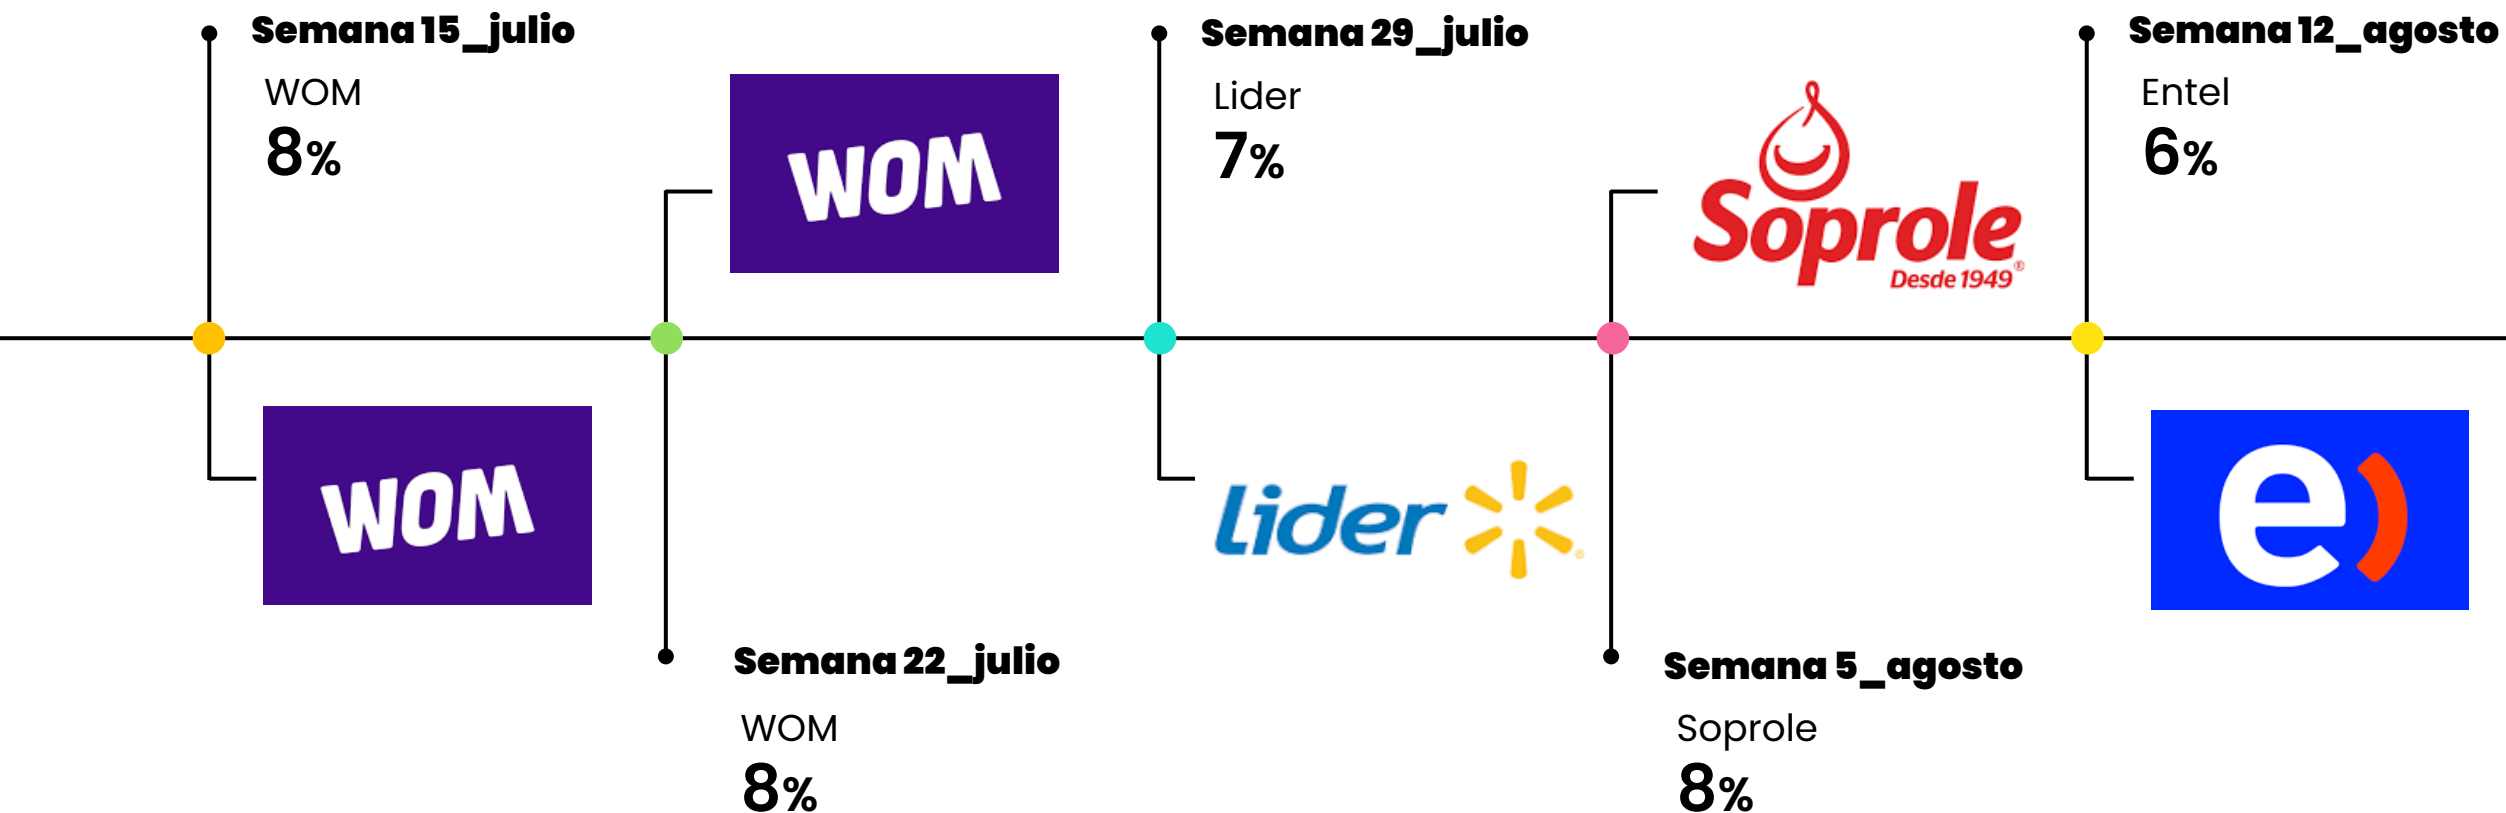 Semana 15_julio
WOM
8%
WOM
WOM
Semana 22_julio
WOM
8%
Semana 29_julio
Lider
7%
Lider
Soprole
Desde 1949
Semana 5_agosto
Soprole
8%
Semana 12_agosto
Entel
6%
e)